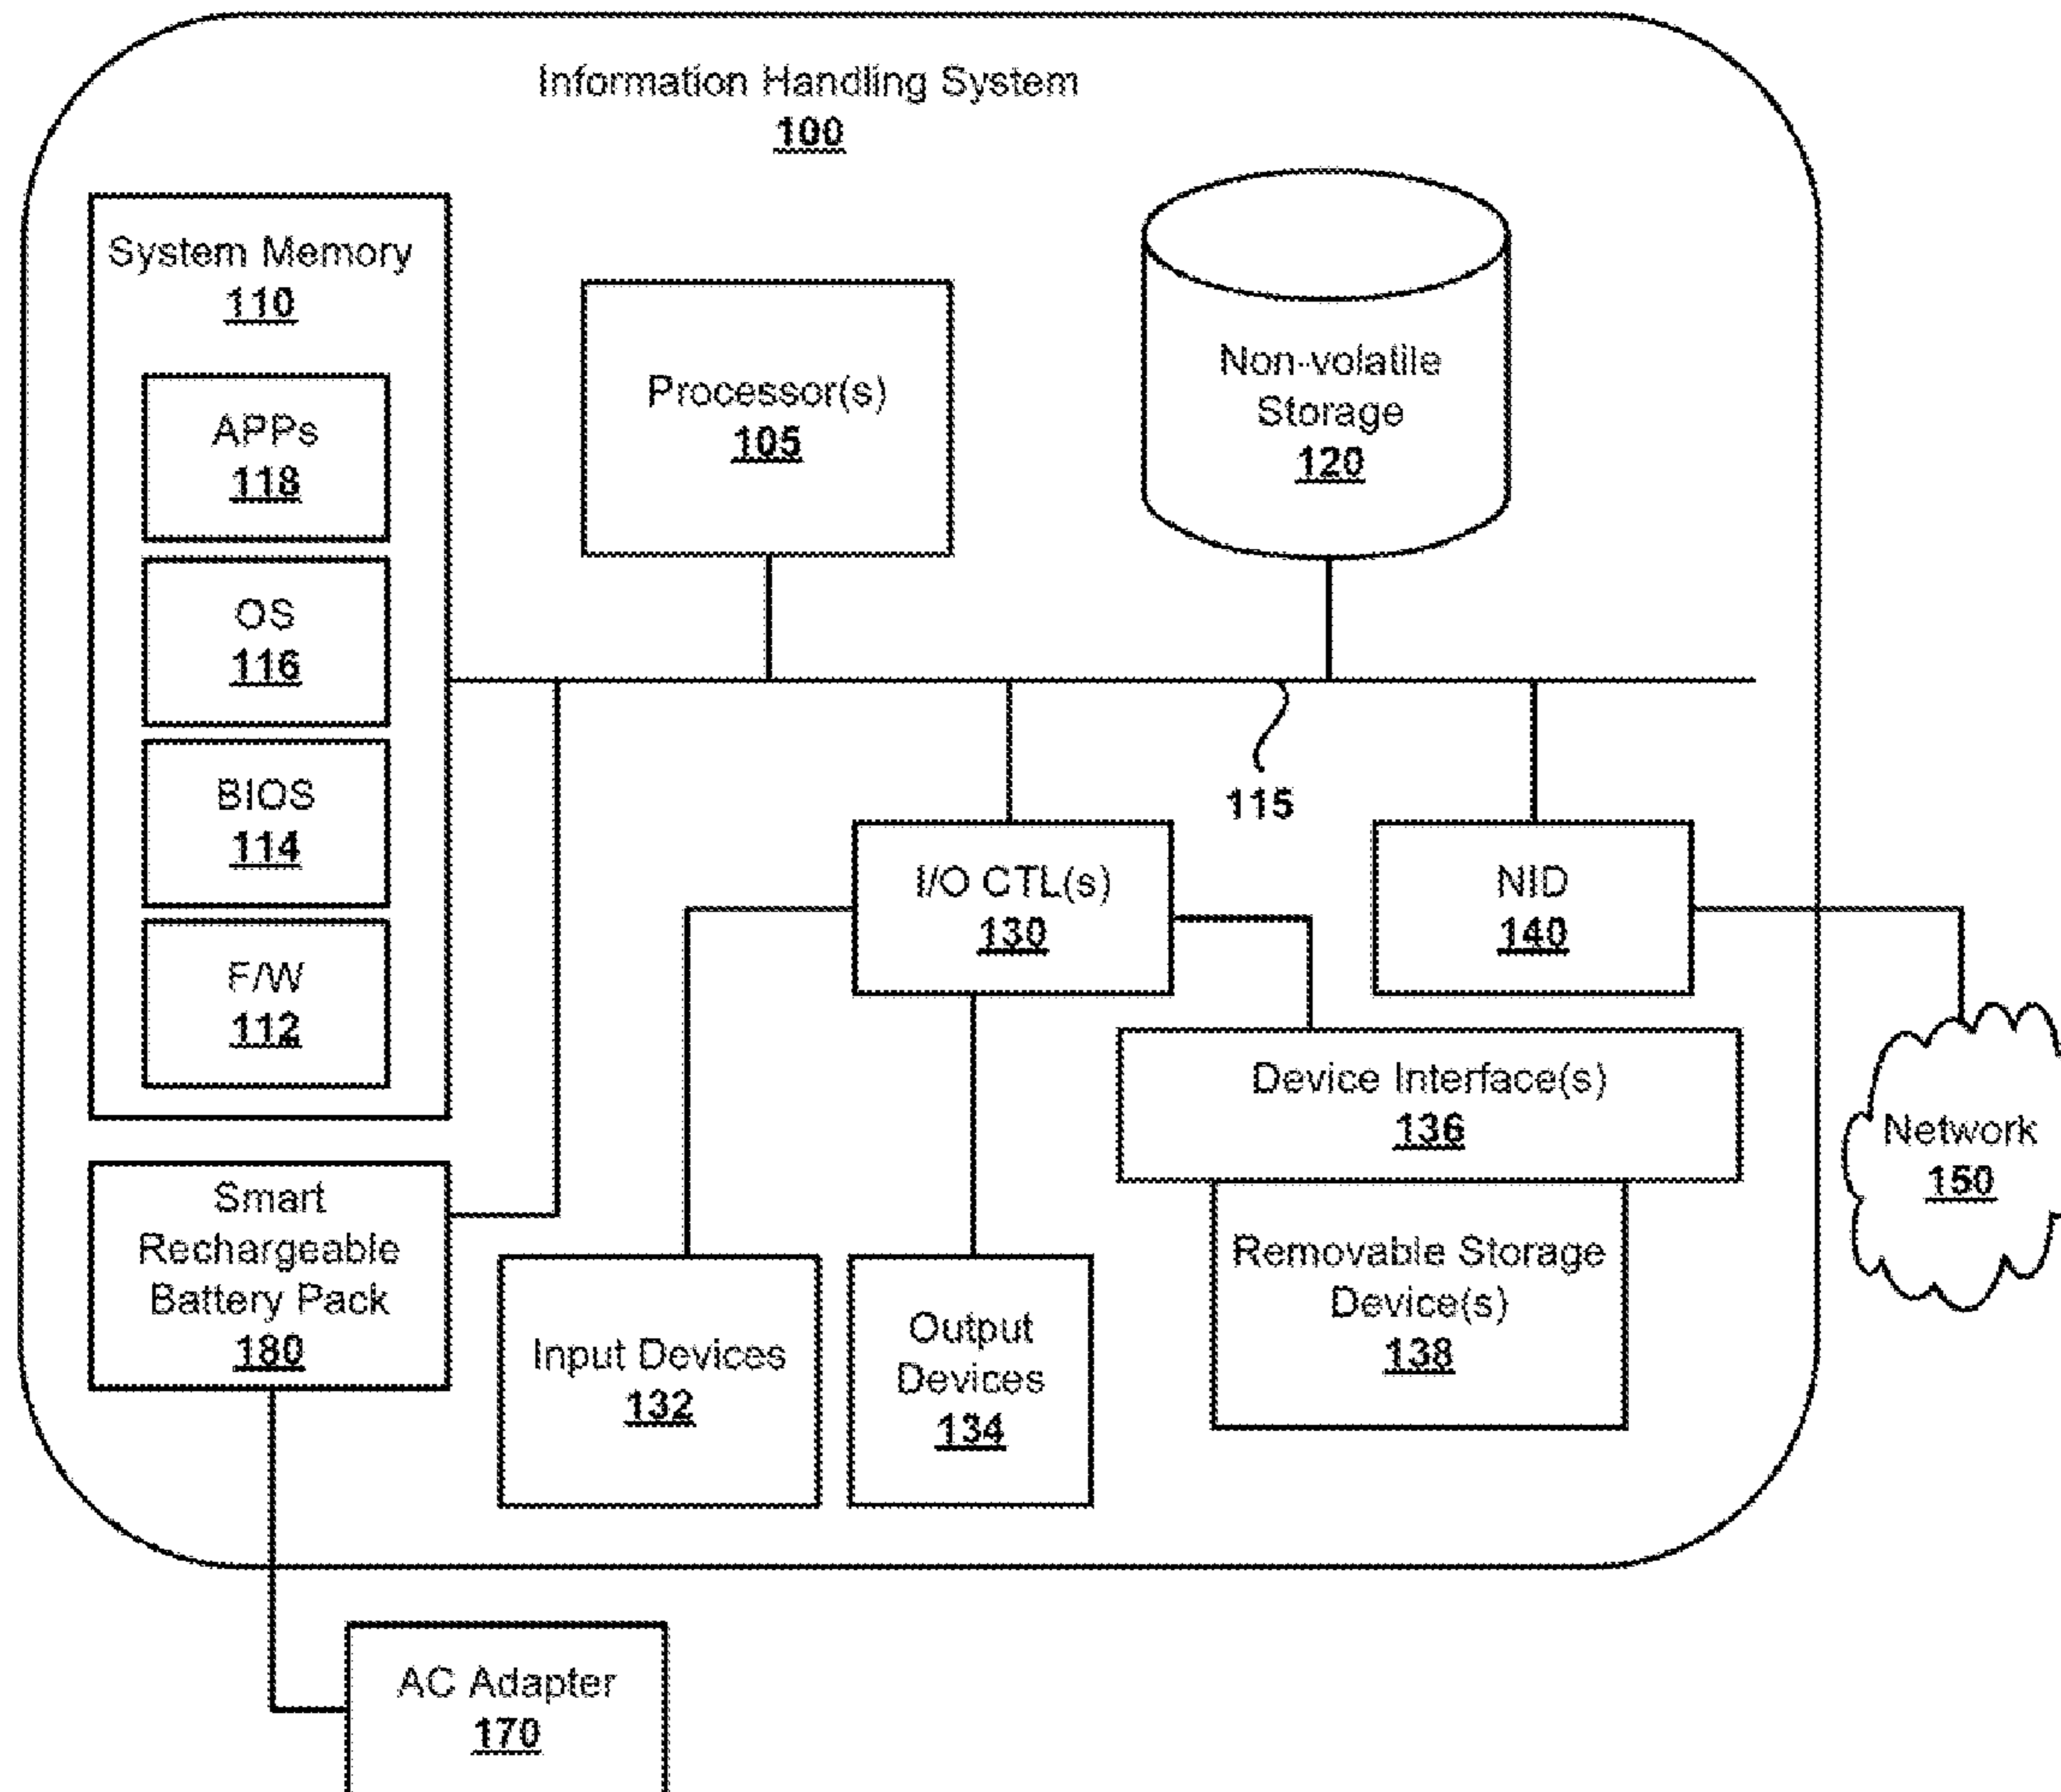 Information Handling System
100
System Memory
110
APPs
118
OS
116
BIOS
114
F/W
112
Processor(s)
105
Non-volatile
Storage
120
115
I/O CTL(s)
130
NID
140
Device Interface(s)
136
Removable Storage
Device(s)
138
Network
150
Smart
Rechargeable
Battery Pack
180
Input Devices
132
Output
Devices
134
AC Adapter
170